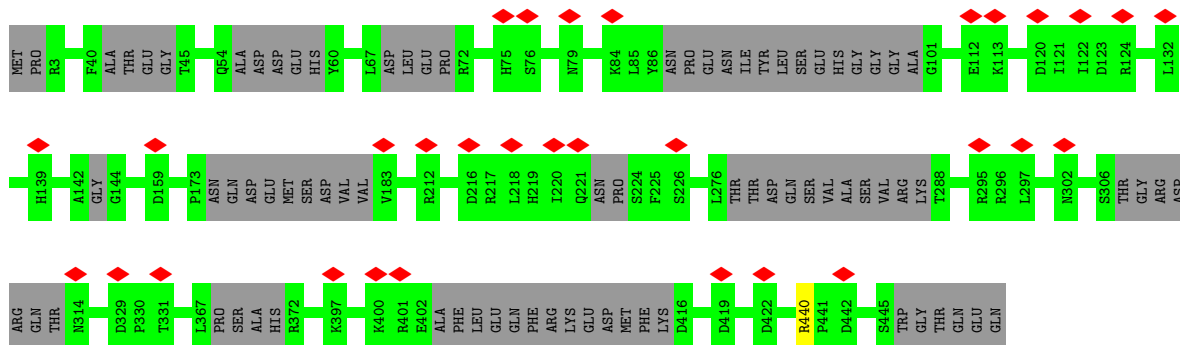 MET PRO R3 F40 ALA THR GLU GLY T45 Q54 ALA ASP ASP GLU HIS Y60 L67 ASP LEU GLU PRO R72 H75 S76 N79 K84 L85 Y86 ASN PRO GLU ASN ILE TYR LEU SER GLU HIS GLY GLY GLY ALA G101 E112 K113 D120 I121 I122 D123 R124 L132
H139 A142 GLY G144 D159 P173 ASN GLN ASP GLU MET SER ASP VAL VAL V183 R212 D216 R217 L218 H219 I220 Q221 ASN PRO S224 F225 S226 L276 THR THR ASP GLN SER VAL ALA SER VAL ARG LYS T288 R295 R296 L297 N302 S306 THR GLY ARG ASP
ARG GLN THR N314 D329 P330 T331 L367 PRO SER ALA HIS R372 K397 K400 R401 E402 ALA PHE LEU GLU GLN PHE ARG LYS GLU ASP MET PHE LYS D416 D419 D422 R440 P441 D442 S445 TRP GLY THR GLN GLU GLN